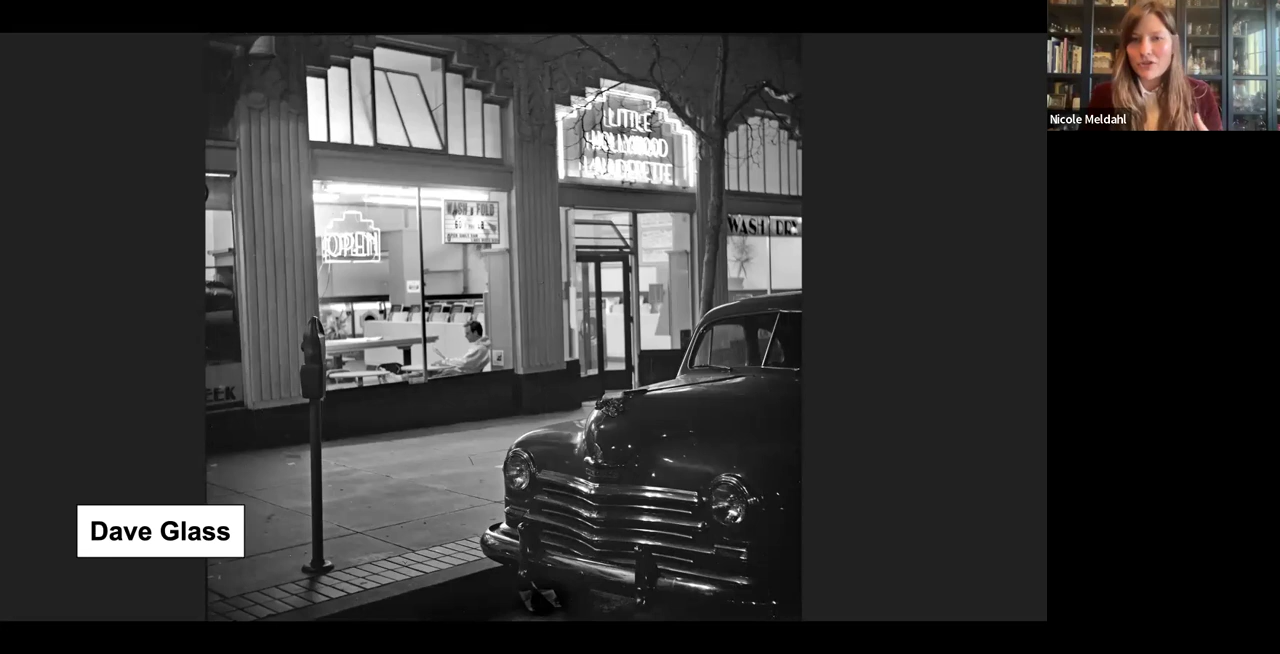 LITTLE
HOLLYWOOD
LAUNDERETTE
WASH n FOLD
OPEN
WASH DRY
EEK
Dave Glass
Nicole Meldahl